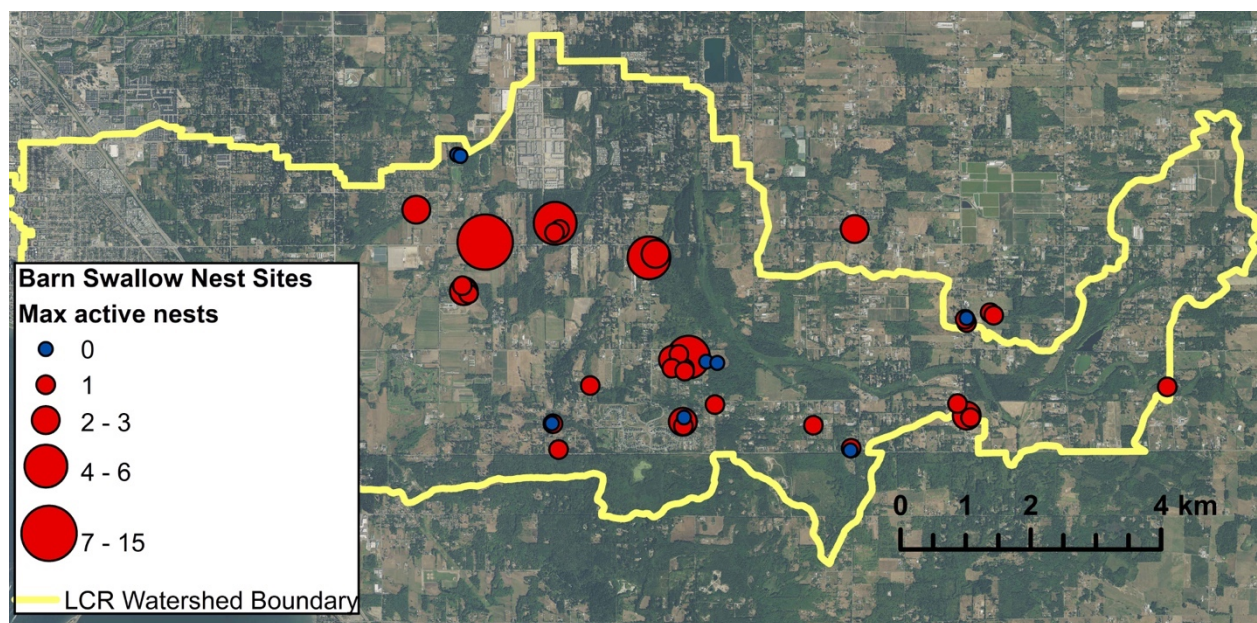 Barn Swallow Nest Sites
Max active nests
0
1
2 - 3
4 - 6
7 - 15
LCR Watershed Boundary
0 1 2 4 km